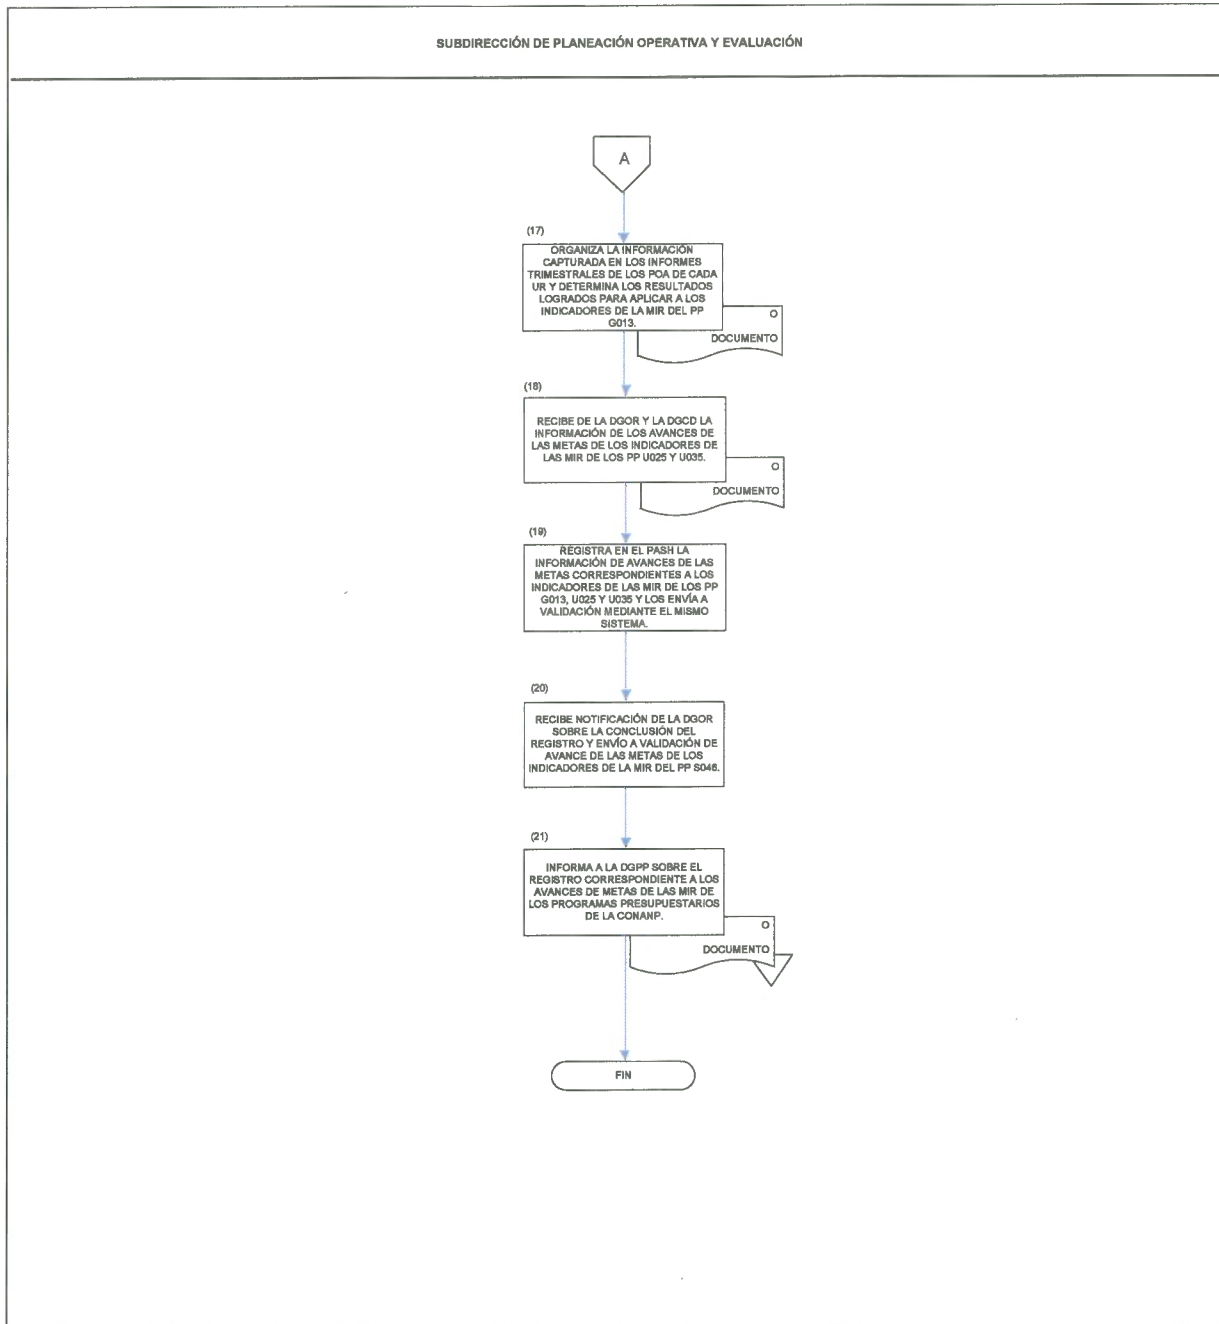 SUBDIRECCIÓN DE PLANEACIÓN OPERATIVA Y EVALUACIÓN
A
(17)
ORGANIZA LA INFORMACIÓN
CAPTURADA EN LOS INFORMES
TRIMESTRALES DE LOS POA DE CADA
UR Y DETERMINA LOS RESULTADOS
LOGRADOS PARA APLICAR A LOS
INDICADORES DE LA MIR DEL PP
G013.
O
DOCUMENTO
(18)
RECIBE DE LA DGOR Y LA DGCD LA
INFORMACIÓN DE LOS AVANCES DE
LAS METAS DE LOS INDICADORES DE
LAS MIR DE LOS PP U025 Y U035.
O
DOCUMENTO
(19)
REGISTRA EN EL PASH LA
INFORMACIÓN DE AVANCES DE LAS
METAS CORRESPONDIENTES A LOS
INDICADORES DE LAS MIR DE LOS PP
G013, U025 Y U035 Y LOS ENVÍA A
VALIDACIÓN MEDIANTE EL MISMO
SISTEMA.
(20)
RECIBE NOTIFICACIÓN DE LA DGOR
SOBRE LA CONCLUSIÓN DEL
REGISTRO Y ENVÍO A VALIDACIÓN DE
AVANCE DE LAS METAS DE LOS
INDICADORES DE LA MIR DEL PP S046.
(21)
INFORMA A LA DGPP SOBRE EL
REGISTRO CORRESPONDIENTE A LOS
AVANCES DE METAS DE LAS MIR DE
LOS PROGRAMAS PRESUPUESTARIOS
DE LA CONANP.
O
DOCUMENTO
FIN